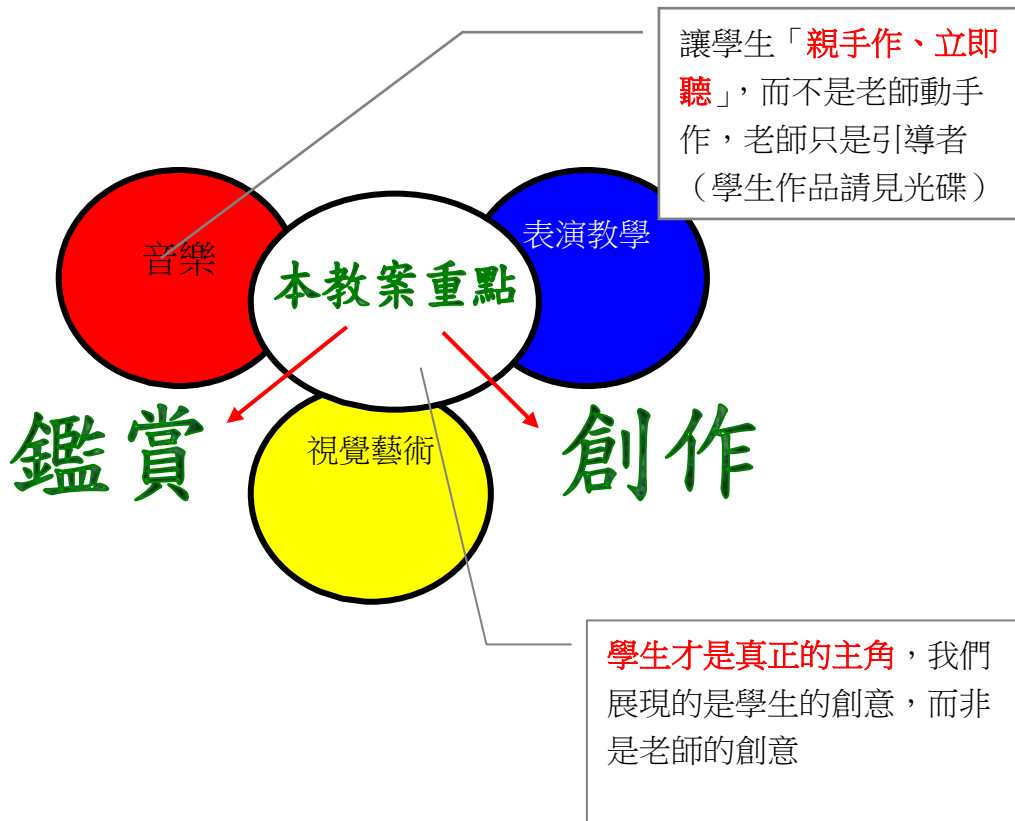 讓學生「親手作、立即
聽」，而不是老師動手
作，老師只是引導者
（學生作品請見光碟）
音樂
表演教學
本教案重點
鑑賞
創作
視覺藝術
學生才是真正的主角，我們
展現的是學生的創意，而非
是老師的創意